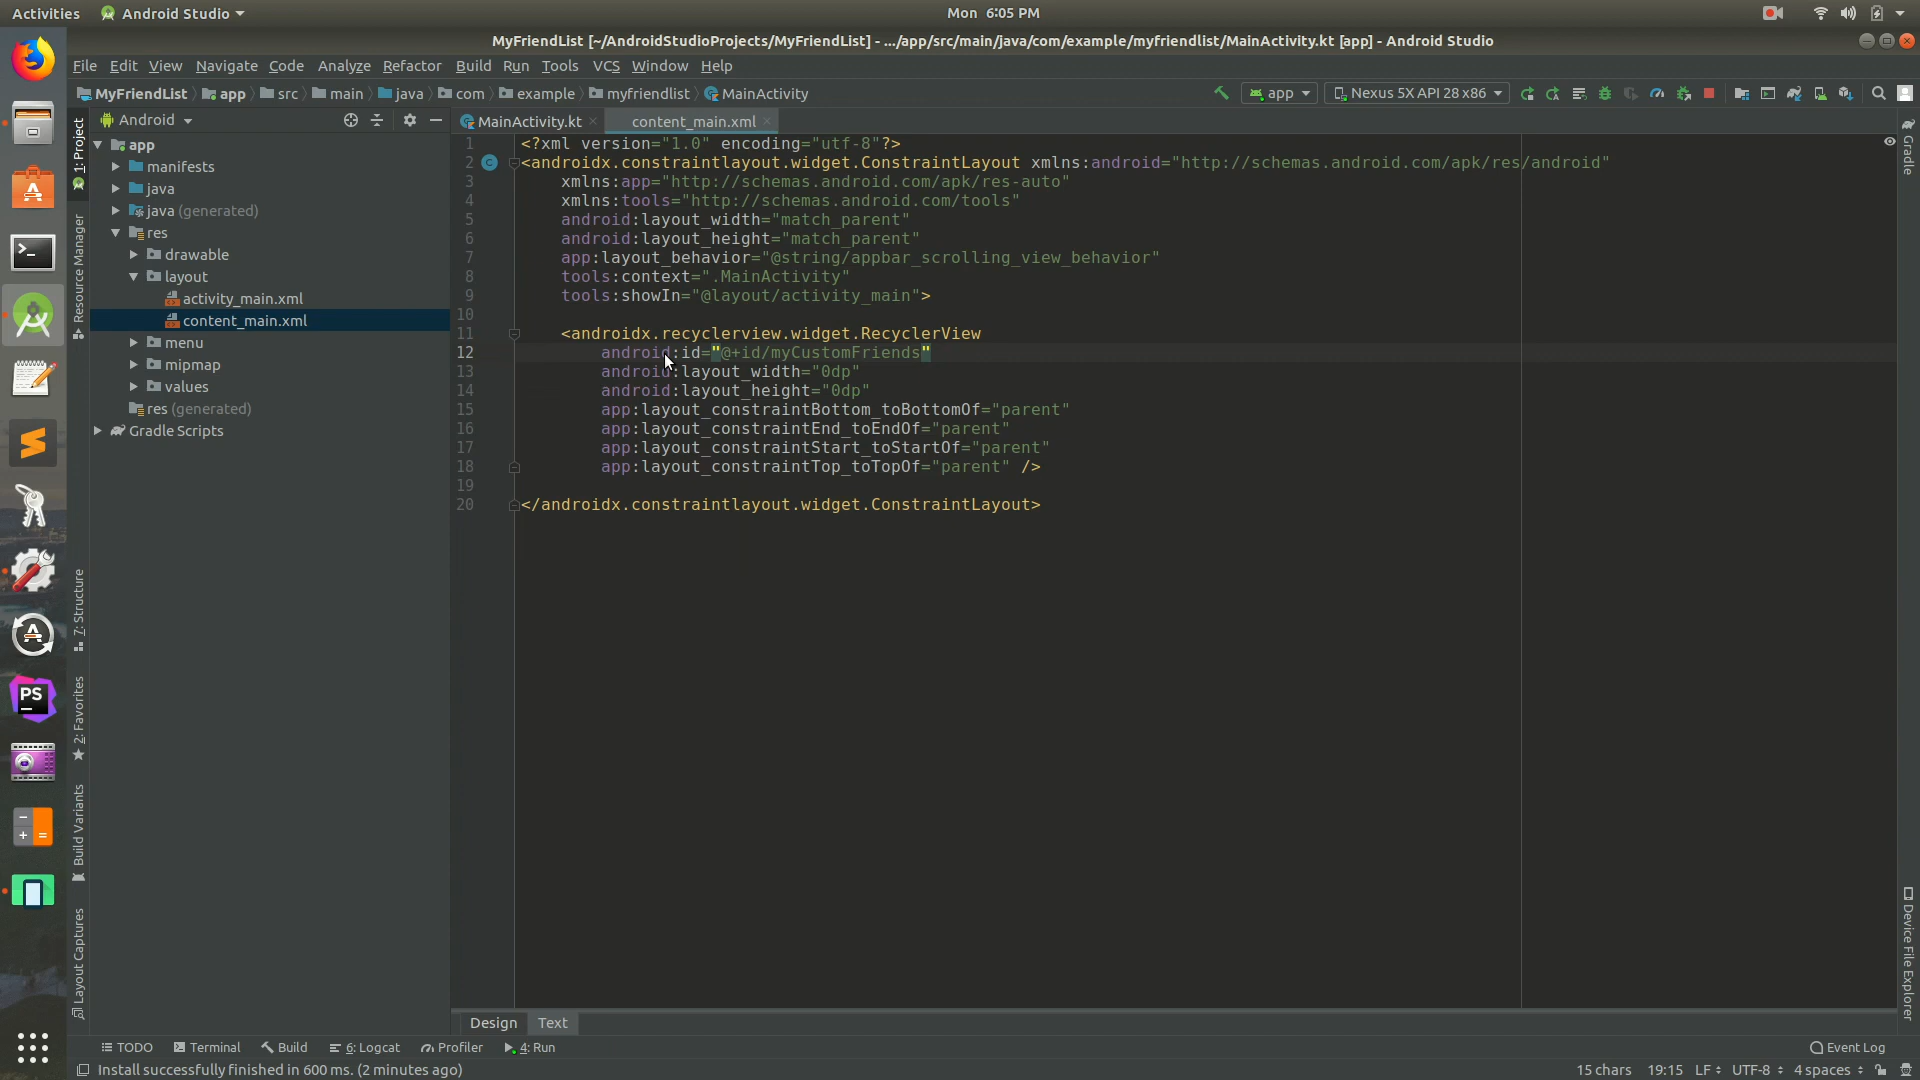 Activities Android Studio Mon 6:05 PM
MyFriendList [~/AndroidStudioProjects/MyFriendList] - .../app/src/main/java/com/example/myfriendlist/MainActivity.kt [app] - Android Studio
File Edit View Navigate Code Analyze Refactor Build Run Tools VCS Window Help
MyFriendList app src main java com example myfriendlist MainActivity app Nexus 5X API 28 x86
Android
MainActivity.kt content_main.xml
app
manifests
java
java (generated)
res
drawable
layout
activity_main.xml
content_main.xml
menu
mipmap
values
res (generated)
Gradle Scripts
1: Project
Resource Manager
7: Structure
2: Favorites
Build Variants
Layout Captures
PS
1 <?xml version="1.0" encoding="utf-8"?>
2 <androidx.constraintlayout.widget.ConstraintLayout xmlns:android="http://schemas.android.com/apk/res/android"
3 xmlns:app="http://schemas.android.com/apk/res-auto"
4 xmlns:tools="http://schemas.android.com/tools"
5 android:layout_width="match_parent"
6 android:layout_height="match_parent"
7 app:layout_behavior="@string/appbar_scrolling_view_behavior"
8 tools:context=".MainActivity"
9 tools:showIn="@layout/activity_main">
10
11 <androidx.recyclerview.widget.RecyclerView
12 android:id="@+id/myCustomFriends"
13 android:layout_width="0dp"
14 android:layout_height="0dp"
15 app:layout_constraintBottom_toBottomOf="parent"
16 app:layout_constraintEnd_toEndOf="parent"
17 app:layout_constraintStart_toStartOf="parent"
18 app:layout_constraintTop_toTopOf="parent" />
19
20 </androidx.constraintlayout.widget.ConstraintLayout>
Gradle
Device File Explorer
Design Text
TODO Terminal Build 6: Logcat Profiler 4: Run Event Log
Install successfully finished in 600 ms. (2 minutes ago) 15 chars 19:15 LF UTF-8 4 spaces